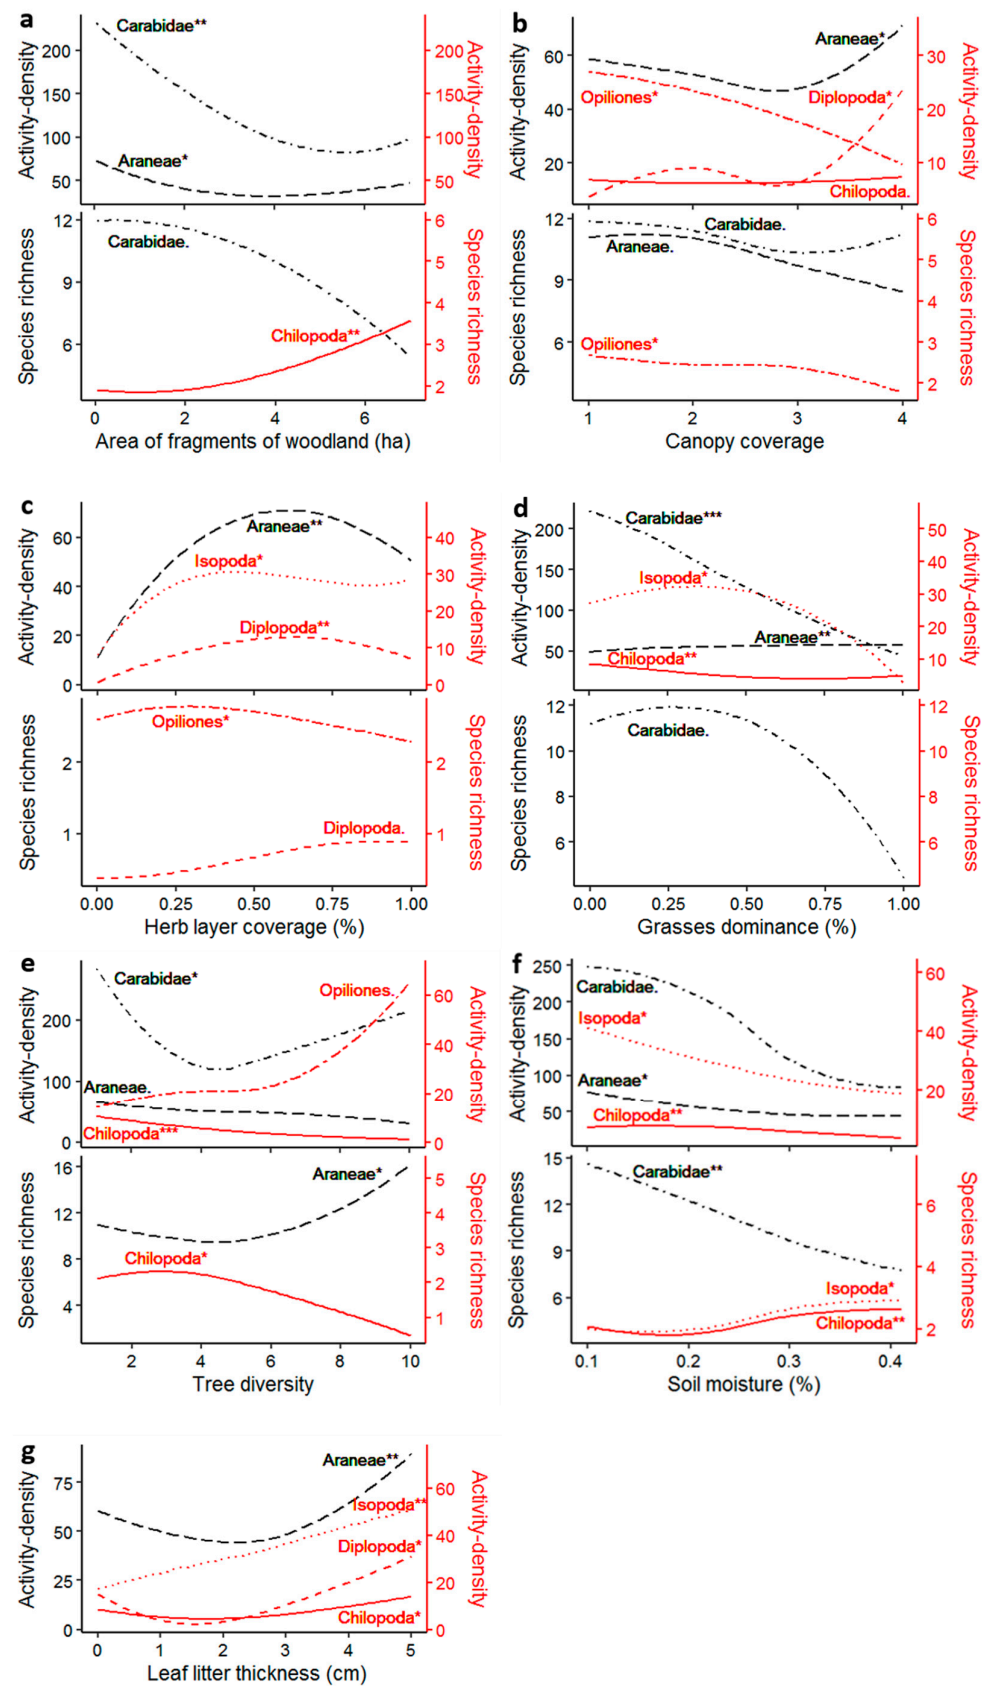 a
Carabidae**
Araneae*
Activity-density
200
150
100
50
200
150
100
50
Activity-density
Carabidae.
Chilopoda**
Species richness
12
9
6
6
5
4
3
2
Species richness
0 2 4 6
Area of fragments of woodland (ha)
b
Araneae*
Opiliones*
Diplopoda*
Chilopoda.
Activity-density
60
40
20
30
20
10
Activity-density
Carabidae.
Araneae.
Opiliones*
Species richness
12
9
6
6
5
4
3
2
Species richness
1 2 3 4
Canopy coverage
c
Araneae**
Isopoda*
Diplopoda**
Activity-density
60
40
20
0
40
30
20
10
0
Activity-density
Opiliones*
Diplopoda.
Species richness
2
1
2
1
Species richness
0.00 0.25 0.50 0.75 1.00
Herb layer coverage (%)
d
Carabidae***
Isopoda*
Araneae**
Chilopoda**
Activity-density
200
150
100
50
50
40
30
20
10
Activity-density
Carabidae.
Species richness
12
10
8
6
12
10
8
6
Species richness
0.00 0.25 0.50 0.75 1.00
Grasses dominance (%)
e
Carabidae*
Opiliones.
Araneae.
Chilopoda***
Activity-density
200
100
0
60
40
20
0
Activity-density
Araneae*
Chilopoda*
Species richness
16
12
8
4
5
4
3
2
1
Species richness
2 4 6 8 10
Tree diversity
f
Carabidae.
Isopoda*
Araneae*
Chilopoda**
Activity-density
250
200
150
100
50
60
40
20
Activity-density
Carabidae**
Isopoda*
Chilopoda**
Species richness
15
12
9
6
6
4
2
Species richness
0.1 0.2 0.3 0.4
Soil moisture (%)
g
Araneae**
Isopoda**
Diplopoda*
Chilopoda*
Activity-density
75
50
25
0
60
40
20
0
Activity-density
0 1 2 3 4 5
Leaf litter thickness (cm)